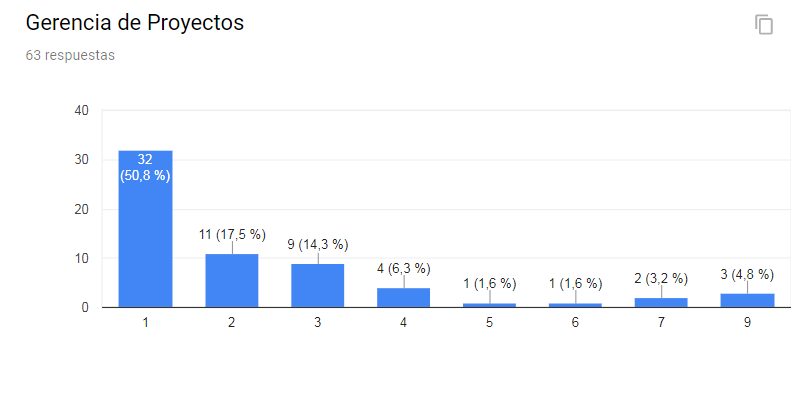 Gerencia de Proyectos
63 respuestas
40
30
20
10
0
32
(50,8 %)
11 (17,5 %)
9 (14,3 %)
4 (6,3 %)
1 (1,6 %)
1 (1,6 %)
2 (3,2 %)
3 (4,8 %)
1 2 3 4 5 6 7 9